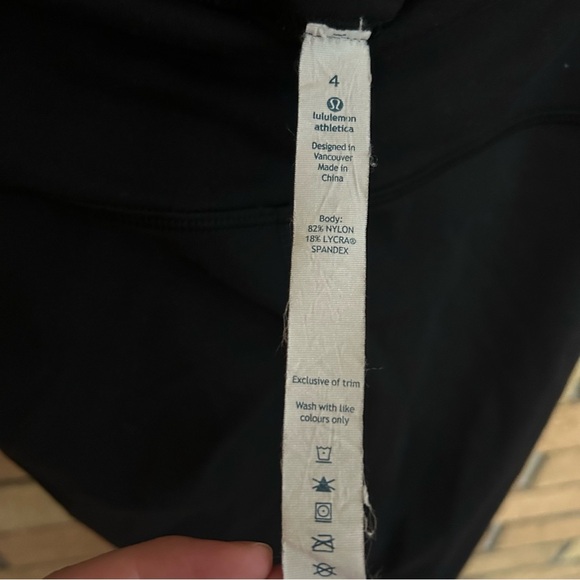 4
lululemon
athletica
Designed in
Vancouver
Made in
China
Body:
82% NYLON
18% LYCRA®
SPANDEX
Exclusive of trim
Wash with like
colours only